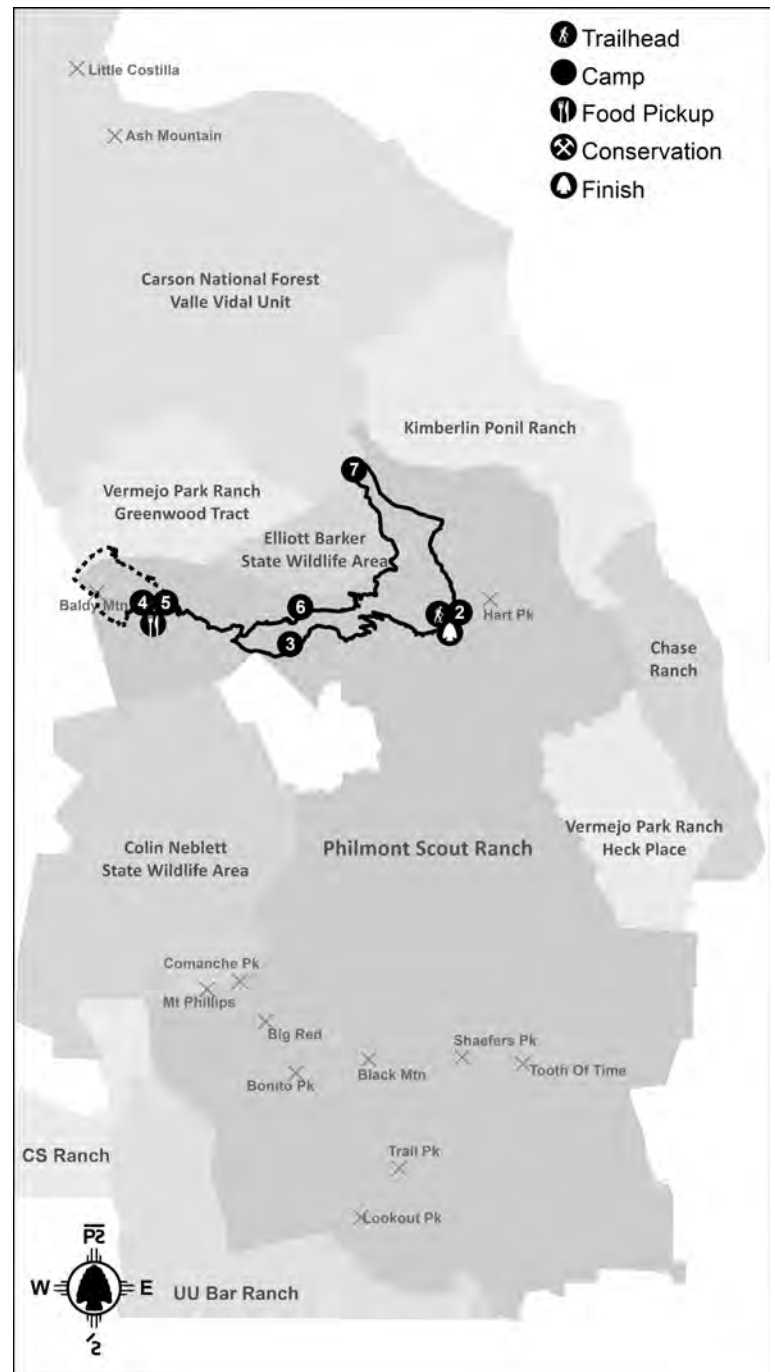 Trailhead
Camp
Food Pickup
Conservation
Finish
Little Costilla
Ash Mountain
Carson National Forest
Valle Vidal Unit
Kimberlin Ponil Ranch
7
Vermejo Park Ranch
Greenwood Tract
Elliott Barker
State Wildlife Area
Baldy Mtn
4
5
6
2
Hart Pk
3
Chase
Ranch
Colin Neblett
State Wildlife Area
Philmont Scout Ranch
Vermejo Park Ranch
Heck Place
Comanche Pk
Mt Phillips
Big Red
Bonito Pk
Black Mtn
Shaefers Pk
Tooth Of Time
CS Ranch
Trail Pk
Lookout Pk
W
E
UU Bar Ranch